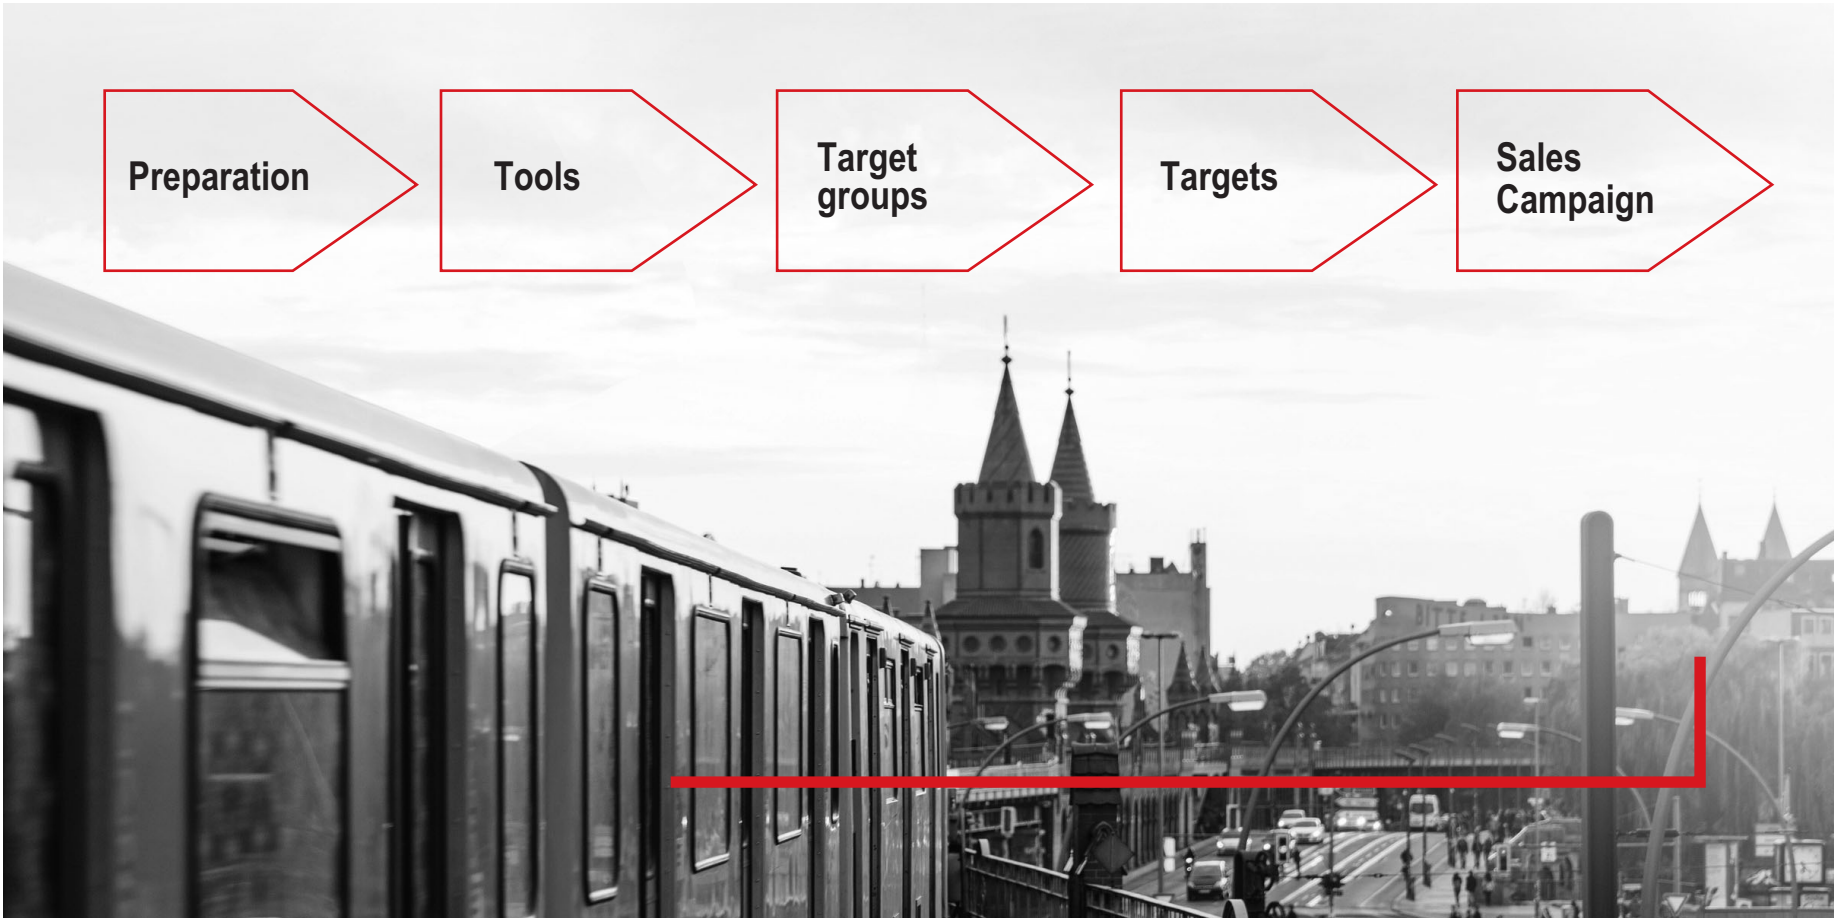 Preparation
Tools
Target
groups
Targets
Sales
Campaign